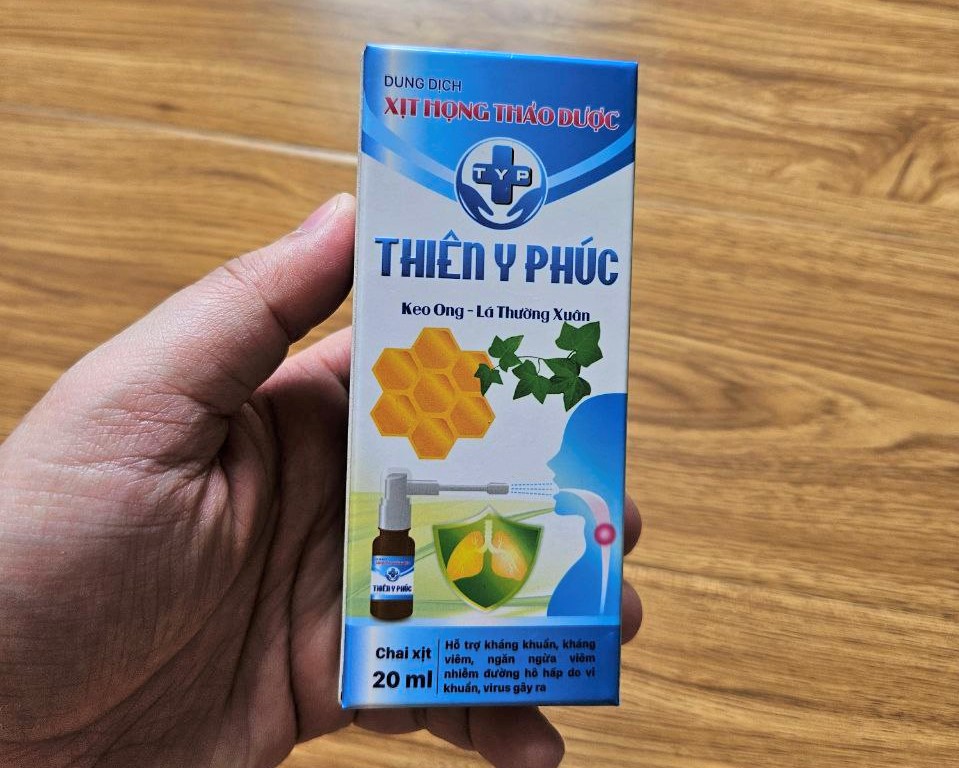 DUNG DỊCH
XỊT HỌNG THẢO DƯỢC
TYP
THIÊN Y PHÚC
Keo Ong - Lá Thường Xuân
THIÊN Y PHÚC
Chai xịt
20 ml
Hỗ trợ kháng khuẩn, kháng
viêm, ngăn ngừa viêm
nhiễm đường hô hấp do vi
khuẩn, virus gây ra